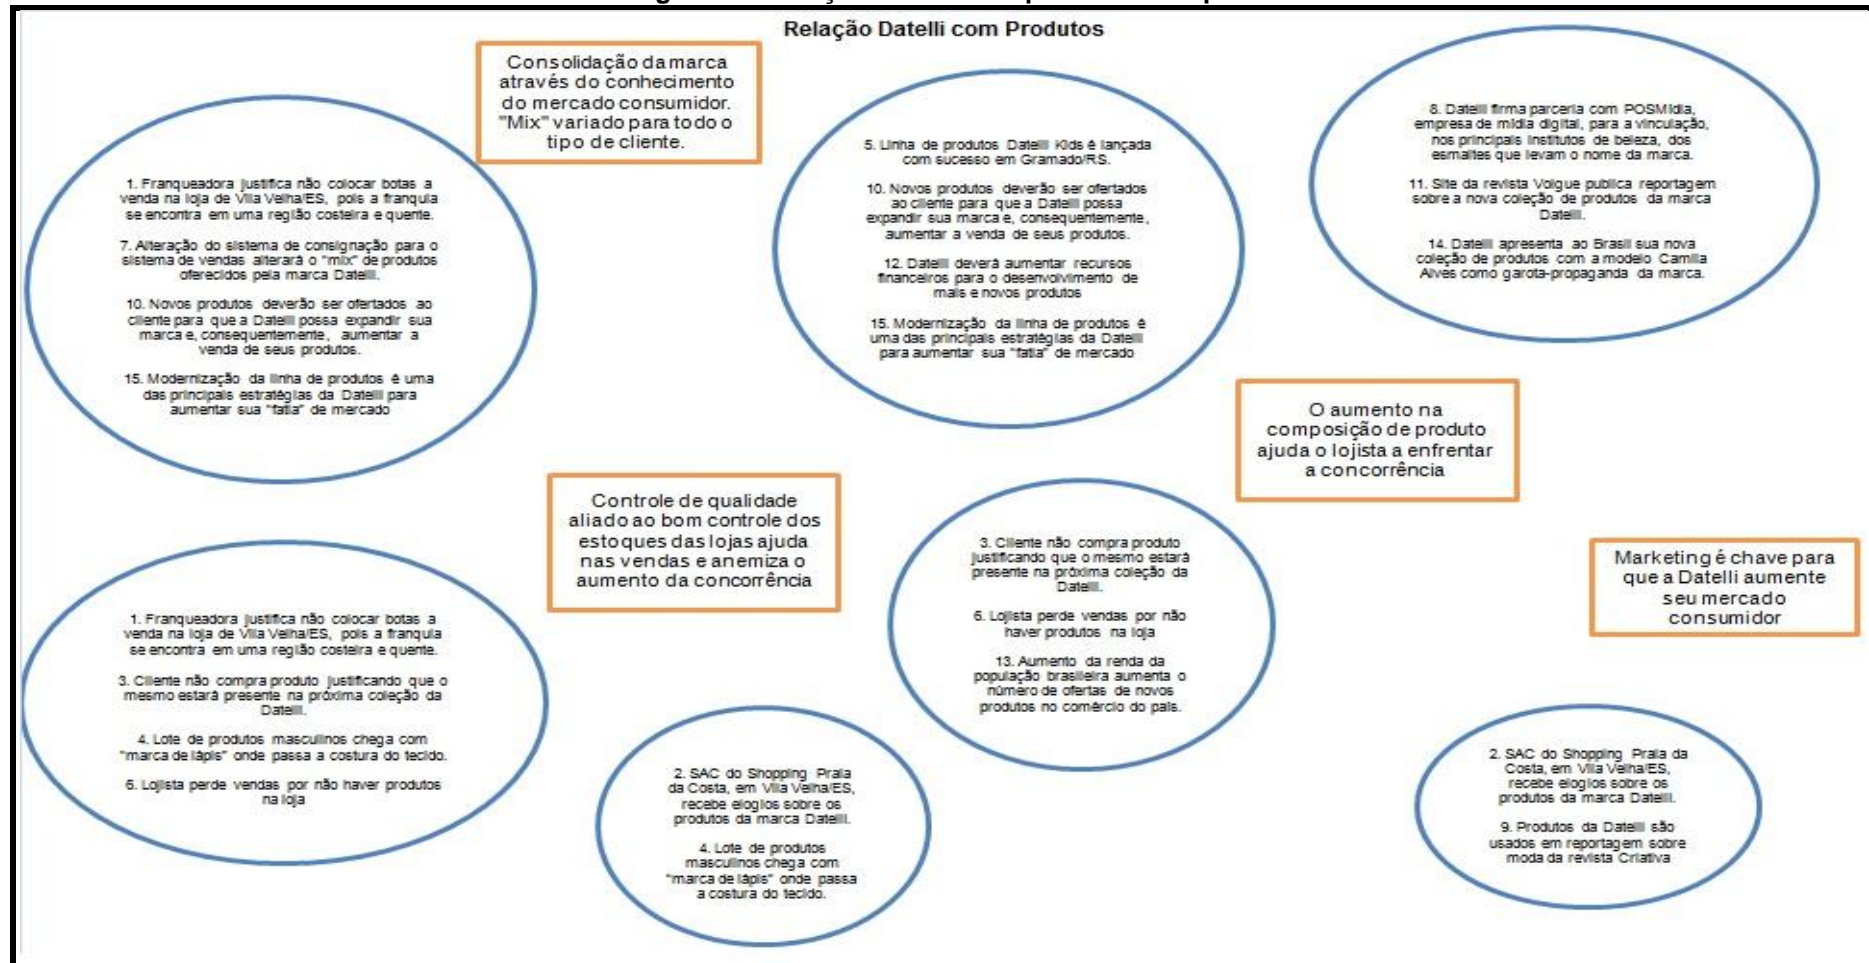 Relação Datelli com Produtos
Consolidação da marca
através do conhecimento
do mercado consumidor.
"Mix" variado para todo o
tipo de cliente.
1. Franqueadora justifica não colocar botas a
venda na loja de Vila Velha/ES, pois a franquia
se encontra em uma região costeira e quente.
7. Alteração do sistema de consignação para o
sistema de vendas alterará o "mix" de produtos
oferecidos pela marca Datelli.
10. Novos produtos deverão ser ofertados ao
cliente para que a Datelli possa expandir sua
marca e, consequentemente, aumentar a
venda de seus produtos.
15. Modernização da linha de produtos é uma
das principais estratégias da Datelli para
aumentar sua "fatia" de mercado
5. Linha de produtos Datelli Kids é lançada
com sucesso em Gramado/RS.
10. Novos produtos deverão ser ofertados
ao cliente para que a Datelli possa
expandir sua marca e, consequentemente,
aumentar a venda de seus produtos.
12. Datelli deverá aumentar recursos
financeiros para o desenvolvimento de
mais e novos produtos
15. Modernização da linha de produtos é
uma das principais estratégias da Datelli
para aumentar sua "fatia" de mercado
8. Datelli firma parceria com POSMídia,
empresa de mídia digital, para a vinculação,
nos principais institutos de beleza, dos
esmaltes que levam o nome da marca.
11. Site da revista Voigue publica reportagem
sobre a nova coleção de produtos da marca
Datelli.
14. Datelli apresenta ao Brasil sua nova
coleção de produtos com a modelo Camilla
Alves como garota-propaganda da marca.
O aumento na
composição de produto
ajuda o lojista a enfrentar
a concorrência
Controle de qualidade
aliado ao bom controle dos
estoques das lojas ajuda
nas vendas e anemiza o
aumento da concorrência
Marketing é chave para
que a Datelli aumente
seu mercado
consumidor
1. Franqueadora justifica não colocar botas a
venda na loja de Vila Velha/ES, pois a franquia
se encontra em uma região costeira e quente.
3. Cliente não compra produto justificando que o
mesmo estará presente na próxima coleção da
Datelli.
4. Lote de produtos masculinos chega com
"marca de lápis" onde passa a costura do tecido.
6. Lojista perde vendas por não haver produtos
na loja
3. Cliente não compra produto
justificando que o mesmo estará
presente na próxima coleção da
Datelli.
6. Lojista perde vendas por não
haver produtos na loja
13. Aumento da renda da
população brasileira aumenta o
número de ofertas de novos
produtos no comércio do país.
2. SAC do Shopping Praia
da Costa, em Vila Velha/ES,
recebe elogios sobre os
produtos da marca Datelli.
4. Lote de produtos
masculinos chega com
"marca de lápis" onde passa
a costura do tecido.
2. SAC do Shopping Praia da
Costa, em Vila Velha/ES,
recebe elogios sobre os
produtos da marca Datelli.
9. Produtos da Datelli são
usados em reportagem sobre
moda da revista Criativa